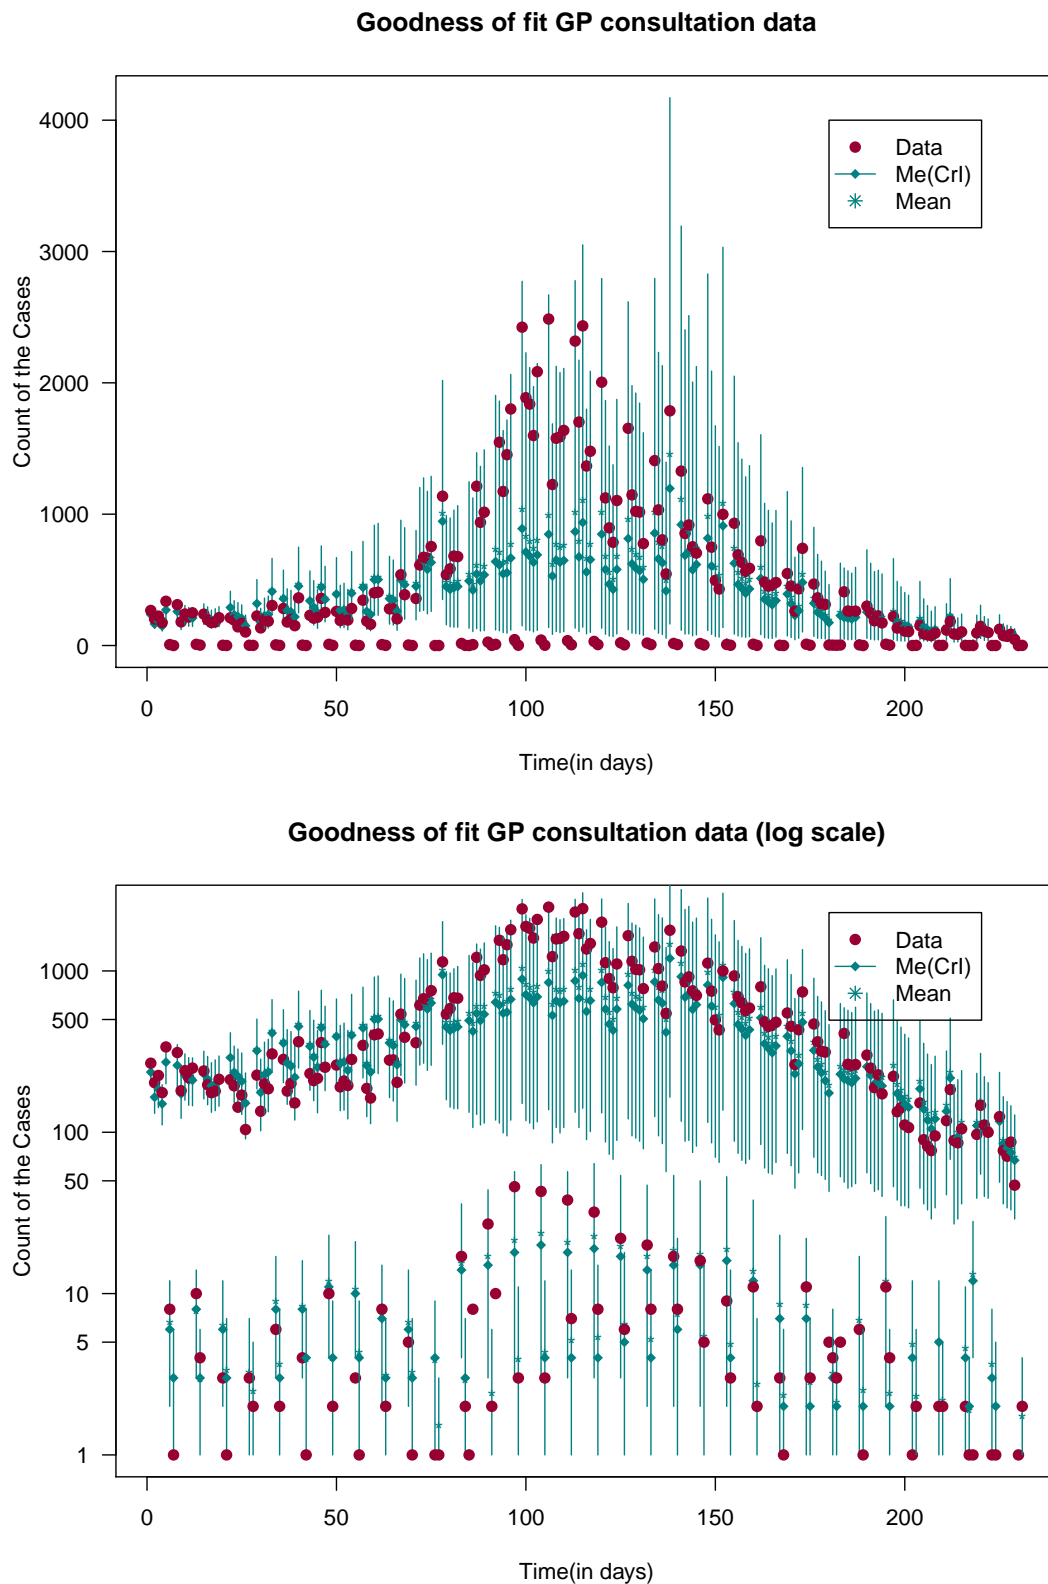 Goodness of fit GP consultation data
Count of the Cases
4000
3000
2000
1000
0
Data
Me(CrI)
Mean
0 50 100 150 200
Time(in days)
Goodness of fit GP consultation data (log scale)
Count of the Cases
1000
500
100
50
10
5
1
Data
Me(CrI)
Mean
0 50 100 150 200
Time(in days)